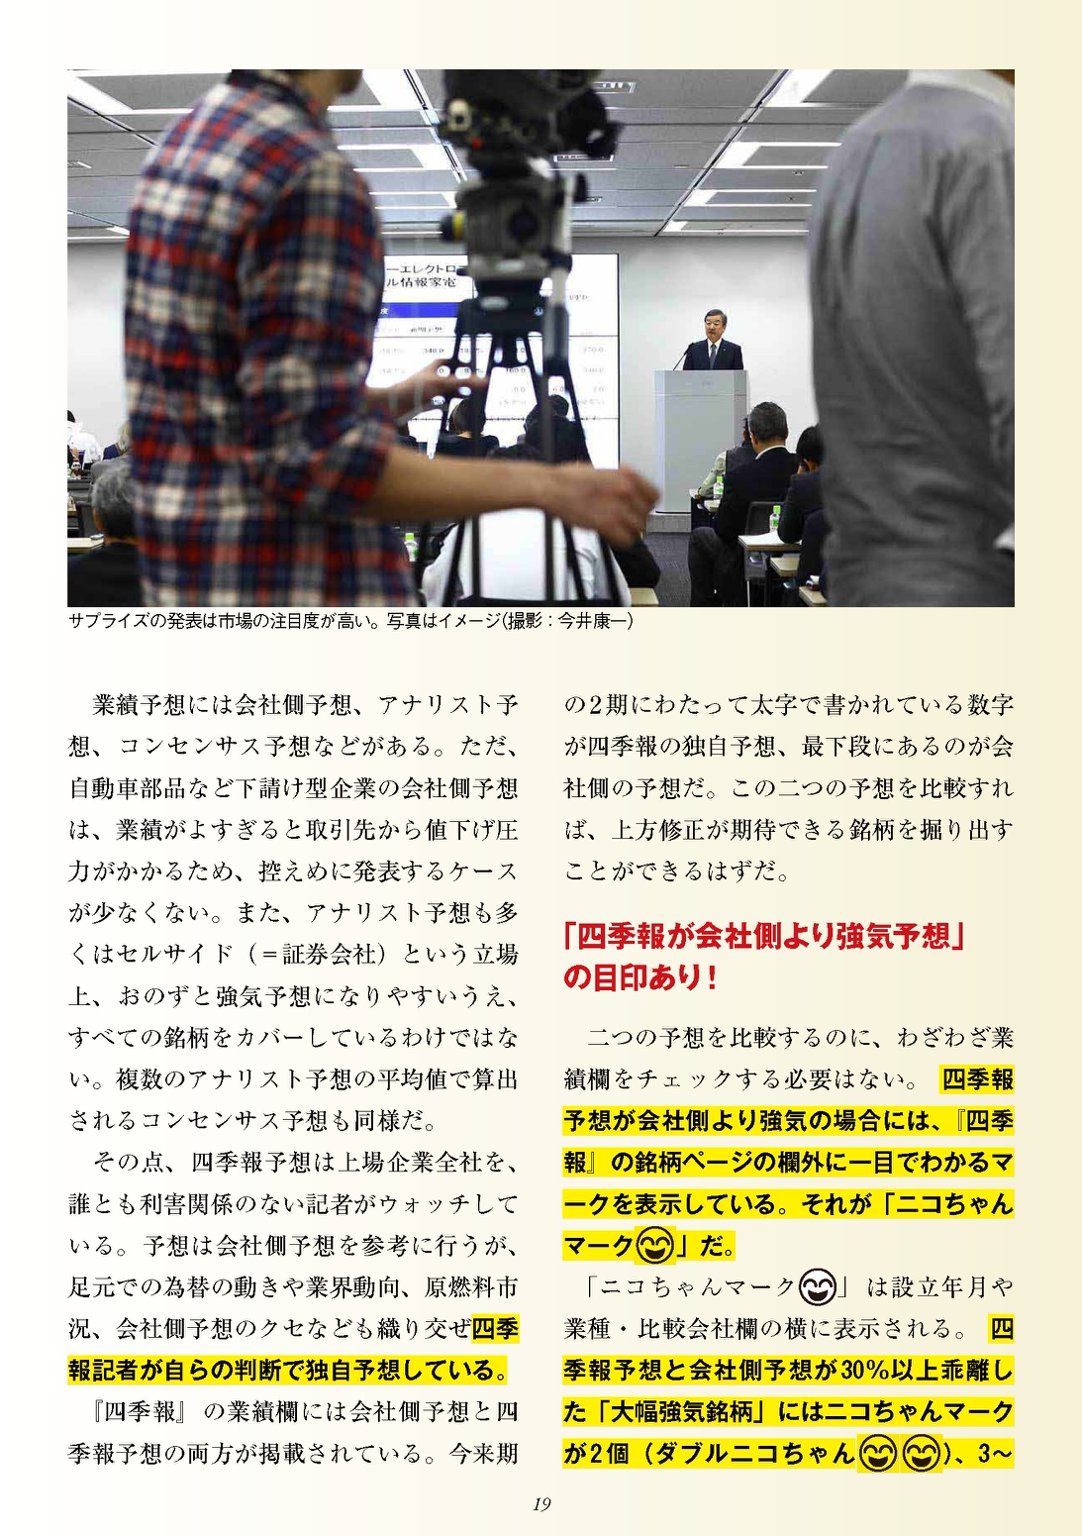 ーエレクトロ
ル情報家電
サプライズの発表は市場の注目度が高い。写真はイメージ(撮影：今井康一)
業績予想には会社側予想、アナリスト予
想、コンセンサス予想などがある。ただ、
自動車部品など下請け型企業の会社側予想
は、業績がよすぎると取引先から値下げ圧
力がかかるため、控えめに発表するケース
が少なくない。また、アナリスト予想も多
くはセルサイド（＝証券会社）という立場
上、おのずと強気予想になりやすいうえ、
すべての銘柄をカバーしているわけではな
い。複数のアナリスト予想の平均値で算出
されるコンセンサス予想も同様だ。
その点、四季報予想は上場企業全社を、
誰とも利害関係のない記者がウォッチして
いる。予想は会社側予想を参考に行うが、
足元での為替の動きや業界動向、原燃料市
況、会社側予想のクセなども織り交ぜ四季
報記者が自らの判断で独自予想している。
『四季報』の業績欄には会社側予想と四
季報予想の両方が掲載されている。今来期
の2期にわたって太字で書かれている数字
が四季報の独自予想、最下段にあるのが会
社側の予想だ。この二つの予想を比較すれ
ば、上方修正が期待できる銘柄を掘り出す
ことができるはずだ。
「四季報が会社側より強気予想」
の目印あり！
二つの予想を比較するのに、わざわざ業
績欄をチェックする必要はない。四季報
予想が会社側より強気の場合には、『四季
報』の銘柄ページの欄外に一目でわかるマ
ークを表示している。それが「ニコちゃん
マーク」だ。
「ニコちゃんマーク」は設立年月や
業種・比較会社欄の横に表示される。四
季報予想と会社側予想が30％以上乖離し
た「大幅強気銘柄」にはニコちゃんマーク
が2個（ダブルニコちゃん）、3〜
19